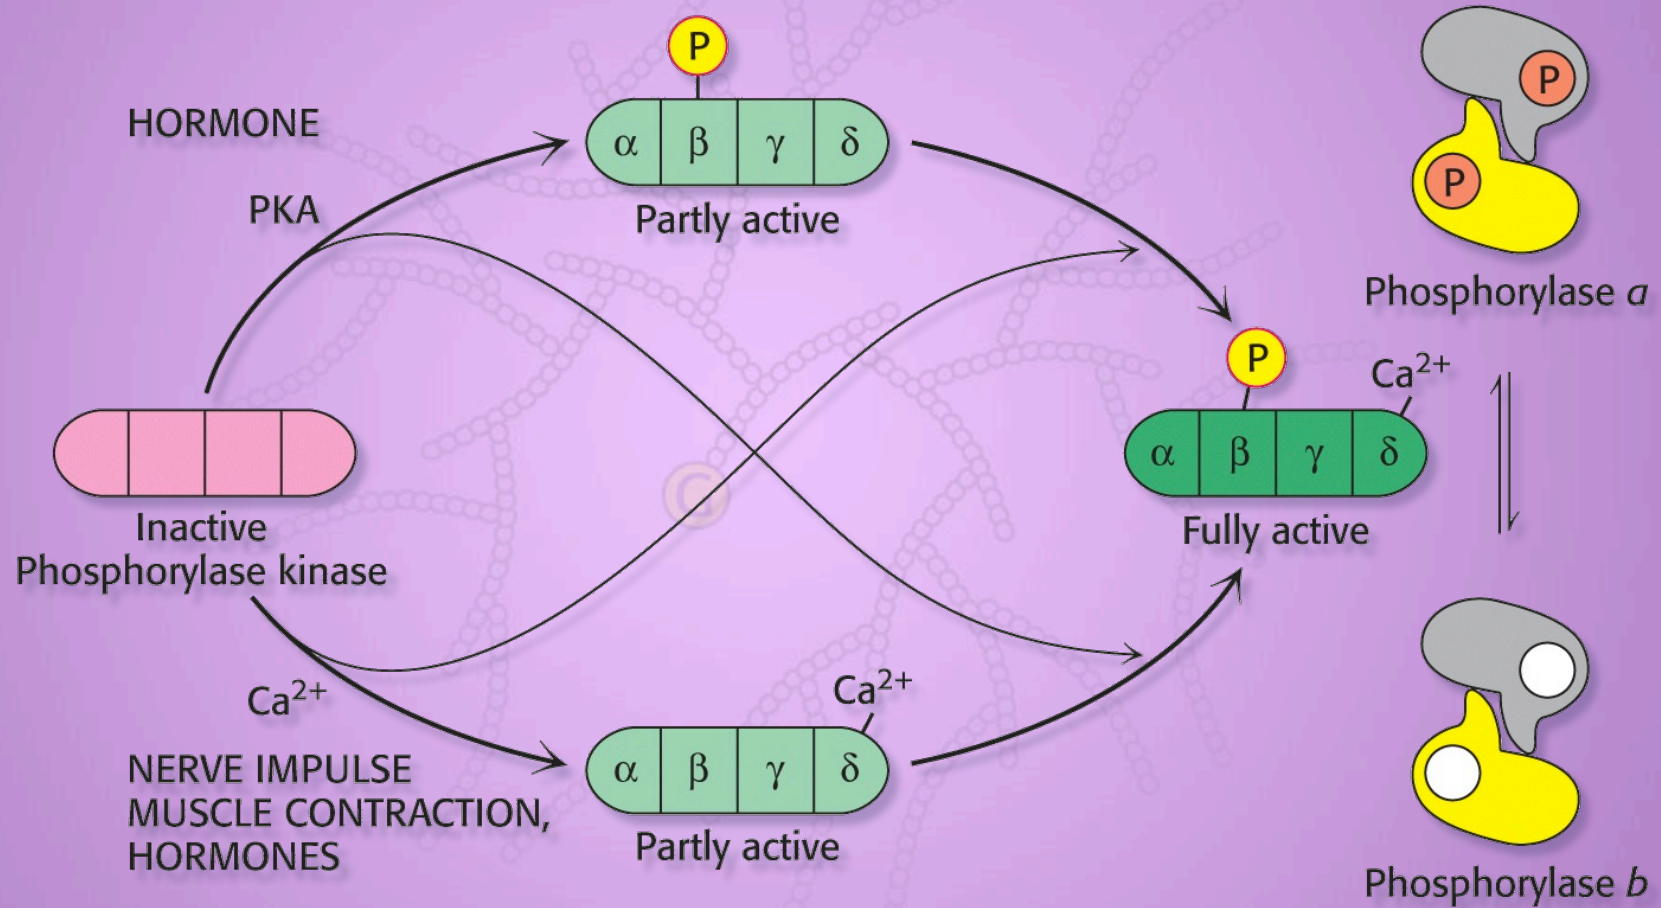 HORMONE
PKA
P
α β γ δ
Partly active
Inactive
Phosphorylase kinase
Ca2+
NERVE IMPULSE
MUSCLE CONTRACTION,
HORMONES
Ca2+
α β γ δ
Partly active
P
Ca2+
α β γ δ
Fully active
P
P
Phosphorylase a
Phosphorylase b
G